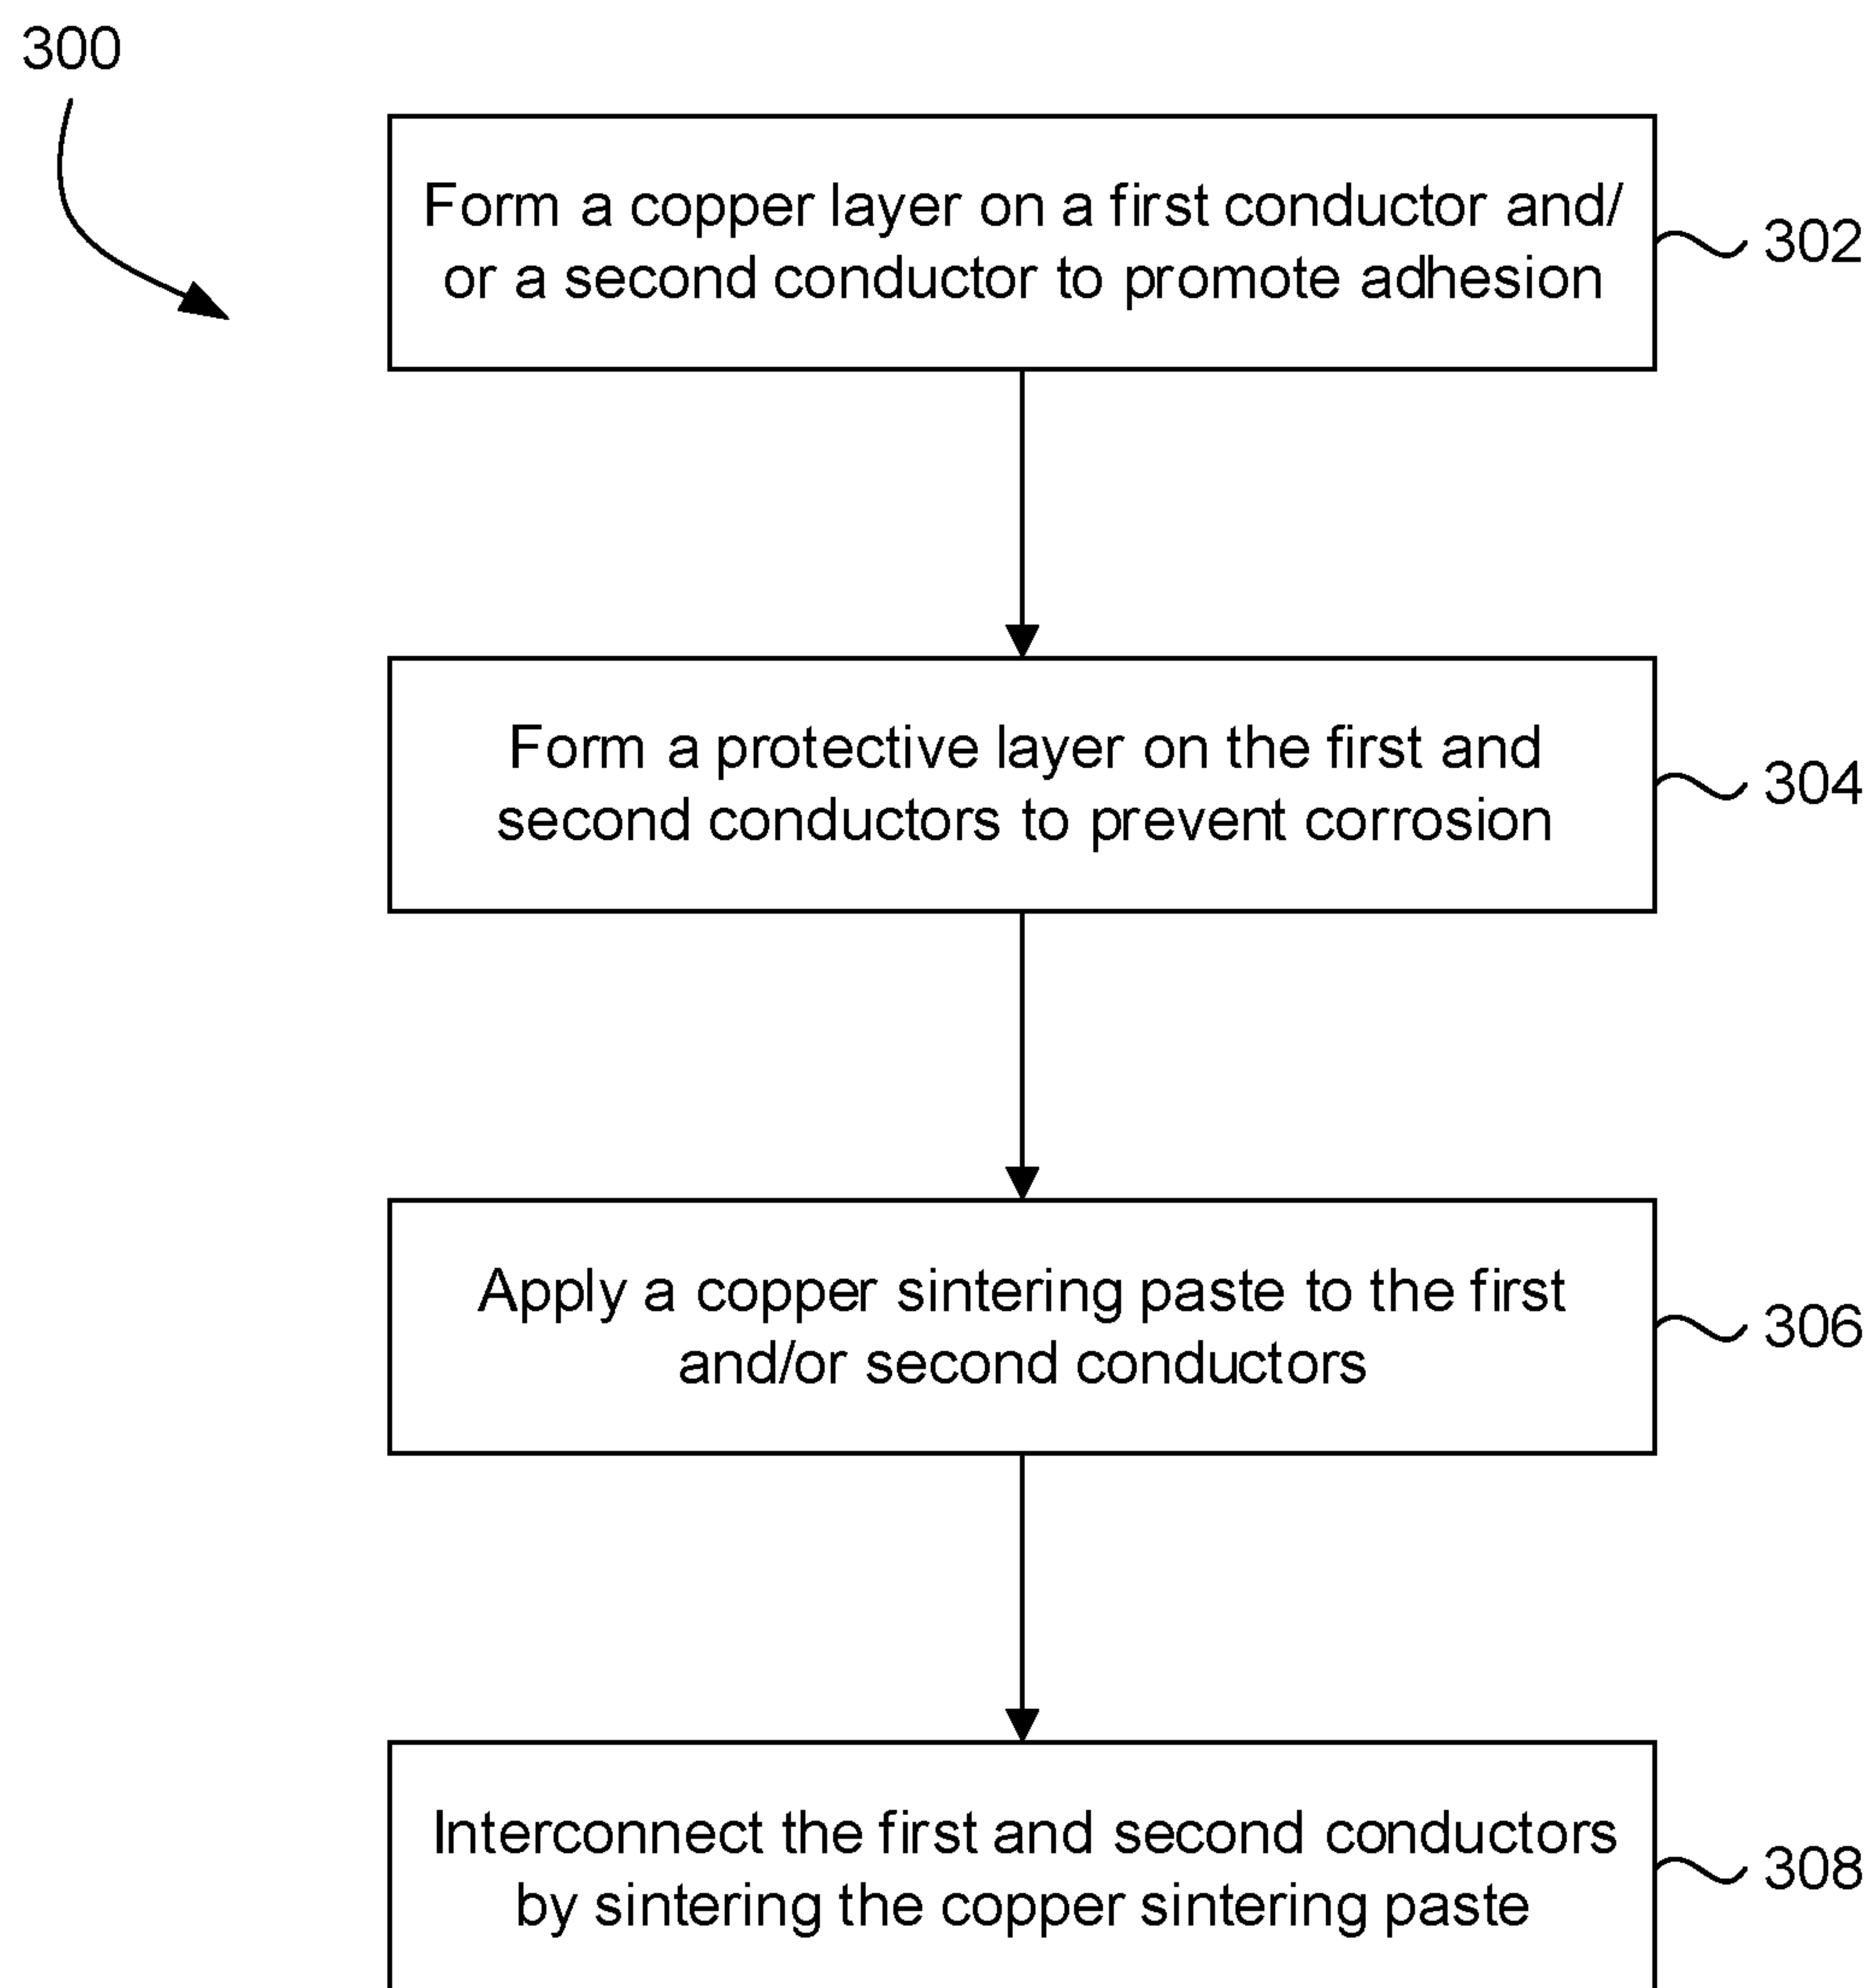 300
Form a copper layer on a first conductor and/
or a second conductor to promote adhesion
302
Form a protective layer on the first and
second conductors to prevent corrosion
304
Apply a copper sintering paste to the first
and/or second conductors
306
Interconnect the first and second conductors
by sintering the copper sintering paste
308